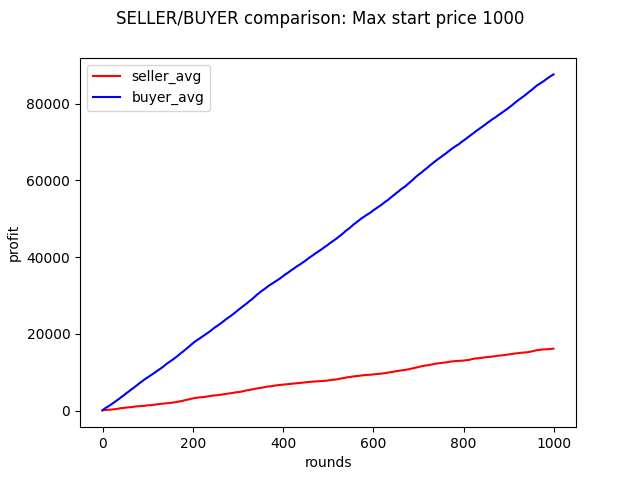 SELLER/BUYER comparison: Max start price 1000
seller_avg
buyer_avg
80000
60000
40000
20000
0
profit
0 200 400 600 800 1000
rounds